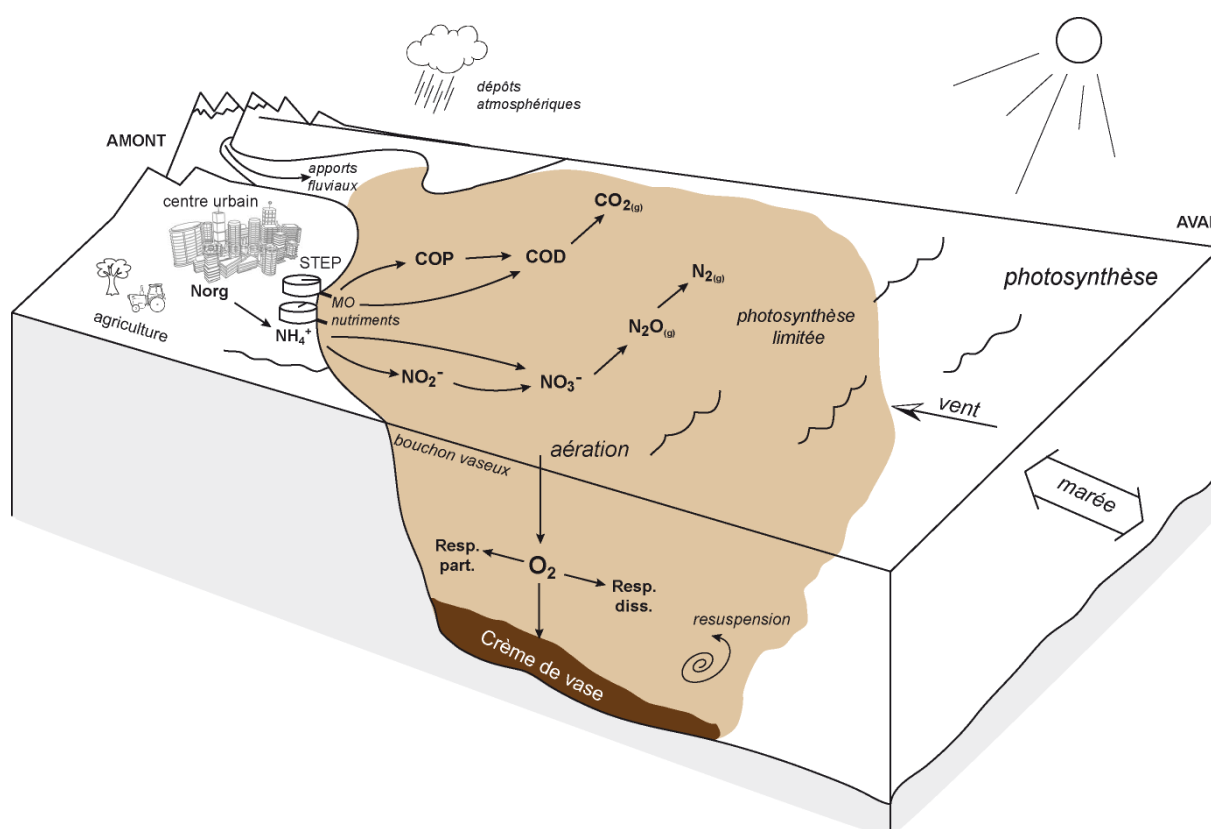 dépôts
atmosphériques
AMONT
apports
fluviaux
centre urbain
CO2(g)
AVAL
STEP
COP
COD
N2(g)
photosynthèse
Norg
MO
agriculture
nutriments
NH4+
N2O(g)
photosynthèse
limitée
NO2-
NO3-
vent
bouchon vaseux
aération
marée
Resp.
part.
O2
Resp.
diss.
resuspension
Crème de vase